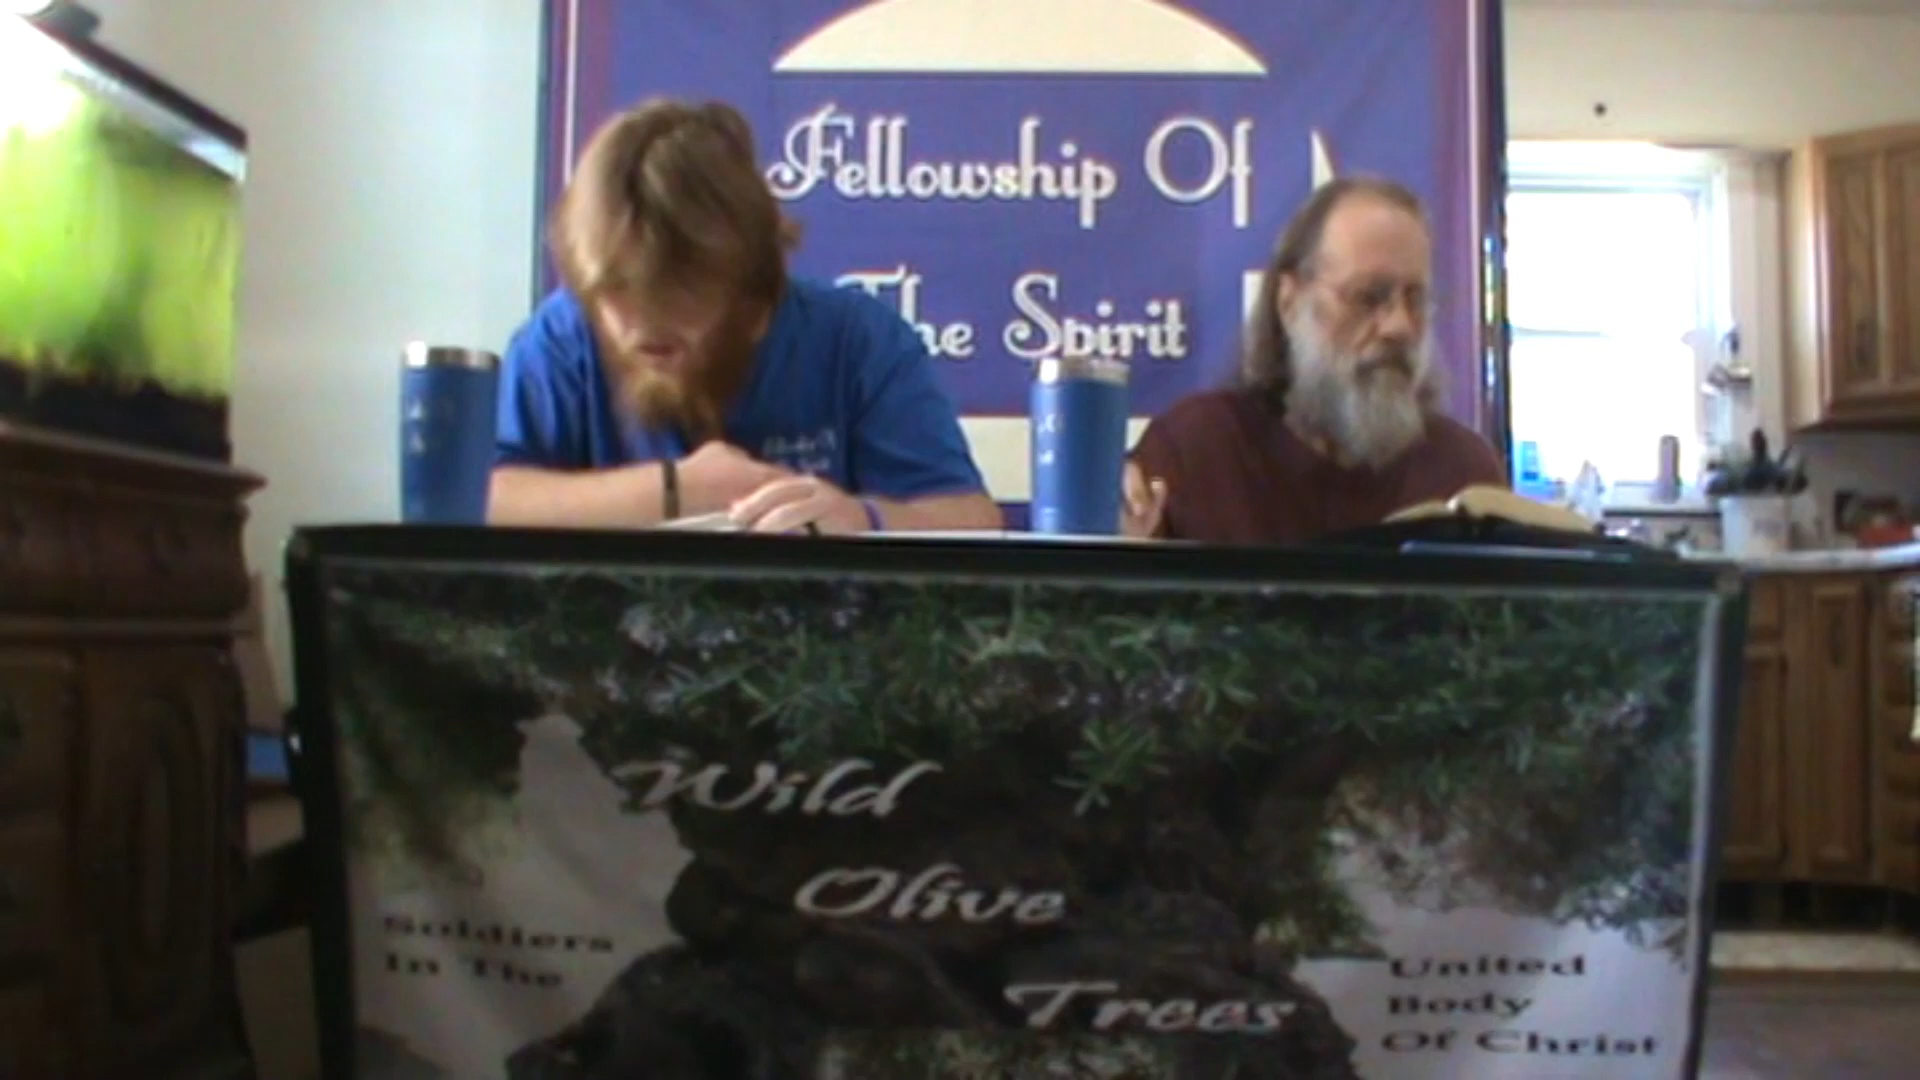 Fellowship Of
The Spirit
Wild
Olive
Trees
Soldiers
In The
United
Body
Of Christ